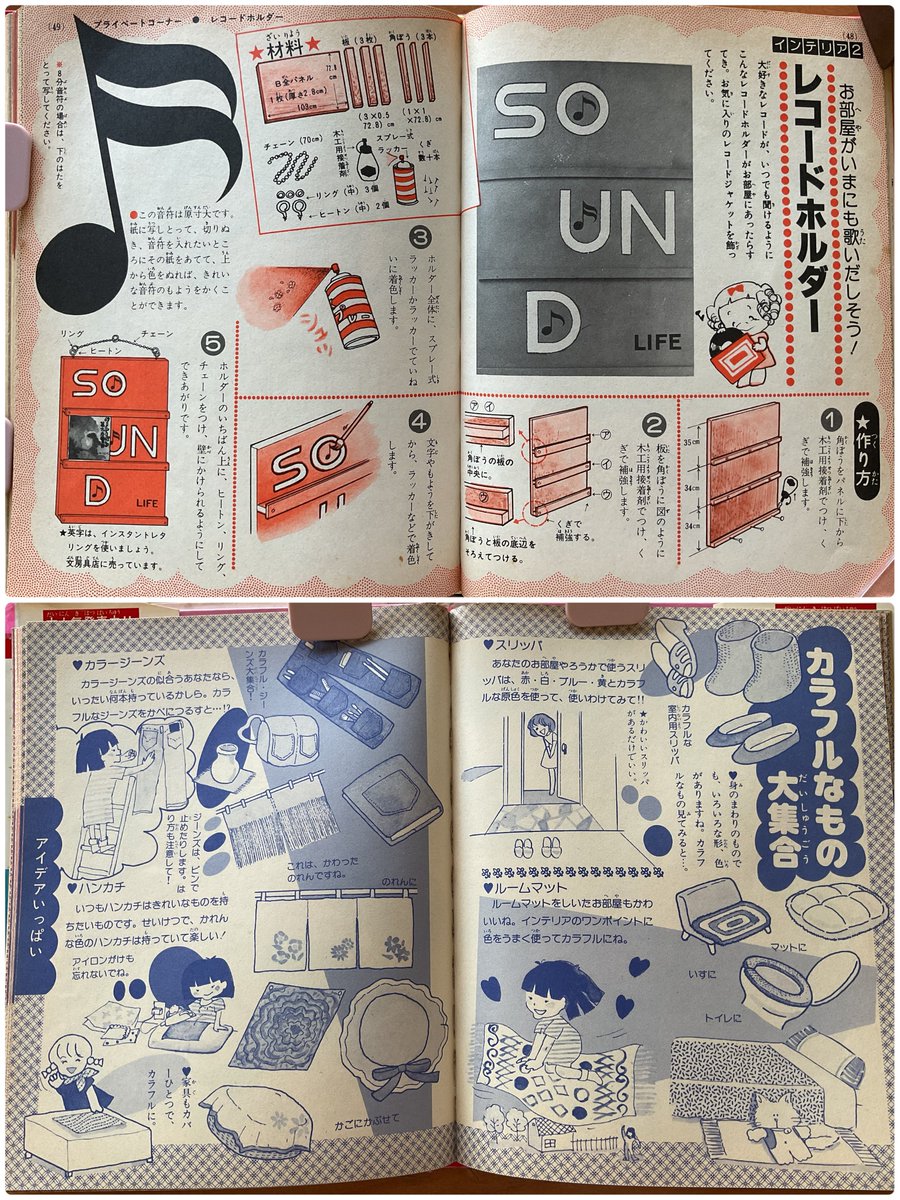 (48)
インテリア2
お部屋がいまにも歌いだしそう!
レコードホルダー
大好きなレコードが、いつでも聞けるように
こんなレコードホルダーがお部屋にあったらす
てき。お気に入りのレコードジャケットを飾っ
てください。
SO
UN
D
LIFE
★作り方
❶
角ぼうをパネルに下から
木工用接着剤でつけ、く
ぎで補強します。
35cm
34cm
34cm
❷
板を角ぼうに図のように
木工用接着剤でつけ、く
ぎで補強します。
㋐
㋑
㋒
くぎで
補強する。
㋐ ㋑
角ぼうの板の
中央に。
㋒
角ぼうと板の底辺を
そろえてつける。
(49)
プライベートコーナー ● レコードホルダー
★材料★
B全パネル
1枚(厚さ2.8cm)
72.8
cm
103cm
板(3枚)
(3×0.5
72.8)cm
角ぼう(3本)
(1×1
×72.8)cm
チェーン(70cm)
木工用接着剤
スプレー式
ラッカー
くぎ
数十本
リング(中)3個
ヒートン(中)2個
※8分音符の場合は、下のはたを
とって写してください。
●この音符は原寸大です。
紙に写しとって、切りぬ
き、音符を入れたいとこ
ろにその紙をあてて、上
から色をぬれば、きれい
な音符のもようをかくこ
とができます。
❸
ホルダー全体に、スプレー式
ラッカーかラッカーでていね
いに着色します。
シュッ
❹
文字やもようを下がきして
から、ラッカーなどで着色
します。
SO
❺
ホルダーのいちばん上に、ヒートン、リング、
チェーンをつけ、壁にかけられるようにして
できあがりです。
リング
チェーン
ヒートン
SO
UN
D
LIFE
★英字は、インスタントレタ
リングを使いましょう。
文房具店に売っています。
カラフルなもの
大集合
♥身のまわりのもので
も、いろいろな形、色
がありますね。カラフ
ルなもの見てみると…。
カラフルな
室内用スリッパ
♥スリッパ
あなたのお部屋やろうかで使うスリ
ッパは、赤・白・ブルー・黄とカラフ
ルな原色を使って、使いわけてみて!!
★かわいいスリッパ
があるだけでいい。
♥ルームマット
ルームマットをしいたお部屋もかわ
いいね。インテリアのワンポイントに
色をうまく使ってカラフルにね。
マットに
いすに
トイレに
♥カラージーンズ
カラージーンズの似合うあなたなら、
いったい何本持っているかしら。カラ
フルなジーンズをかべにつるすと…!?
カラフル・ジー
ンズ大集合!
ジーンズは、ピンで
止めたりします。は
り方も注意して!
これは、かわった
のれんですね。
のれんに
♥ハンカチ
いつもハンカチはきれいなものを持
ちたいものです。せいけつで、かれん
な色のハンカチは持っていて楽しい!
アイロンがけも
忘れないでね。
♥家具もカバ
ーひとつで、
カラフルに。
かごにかぶせて
アイデアいっぱい